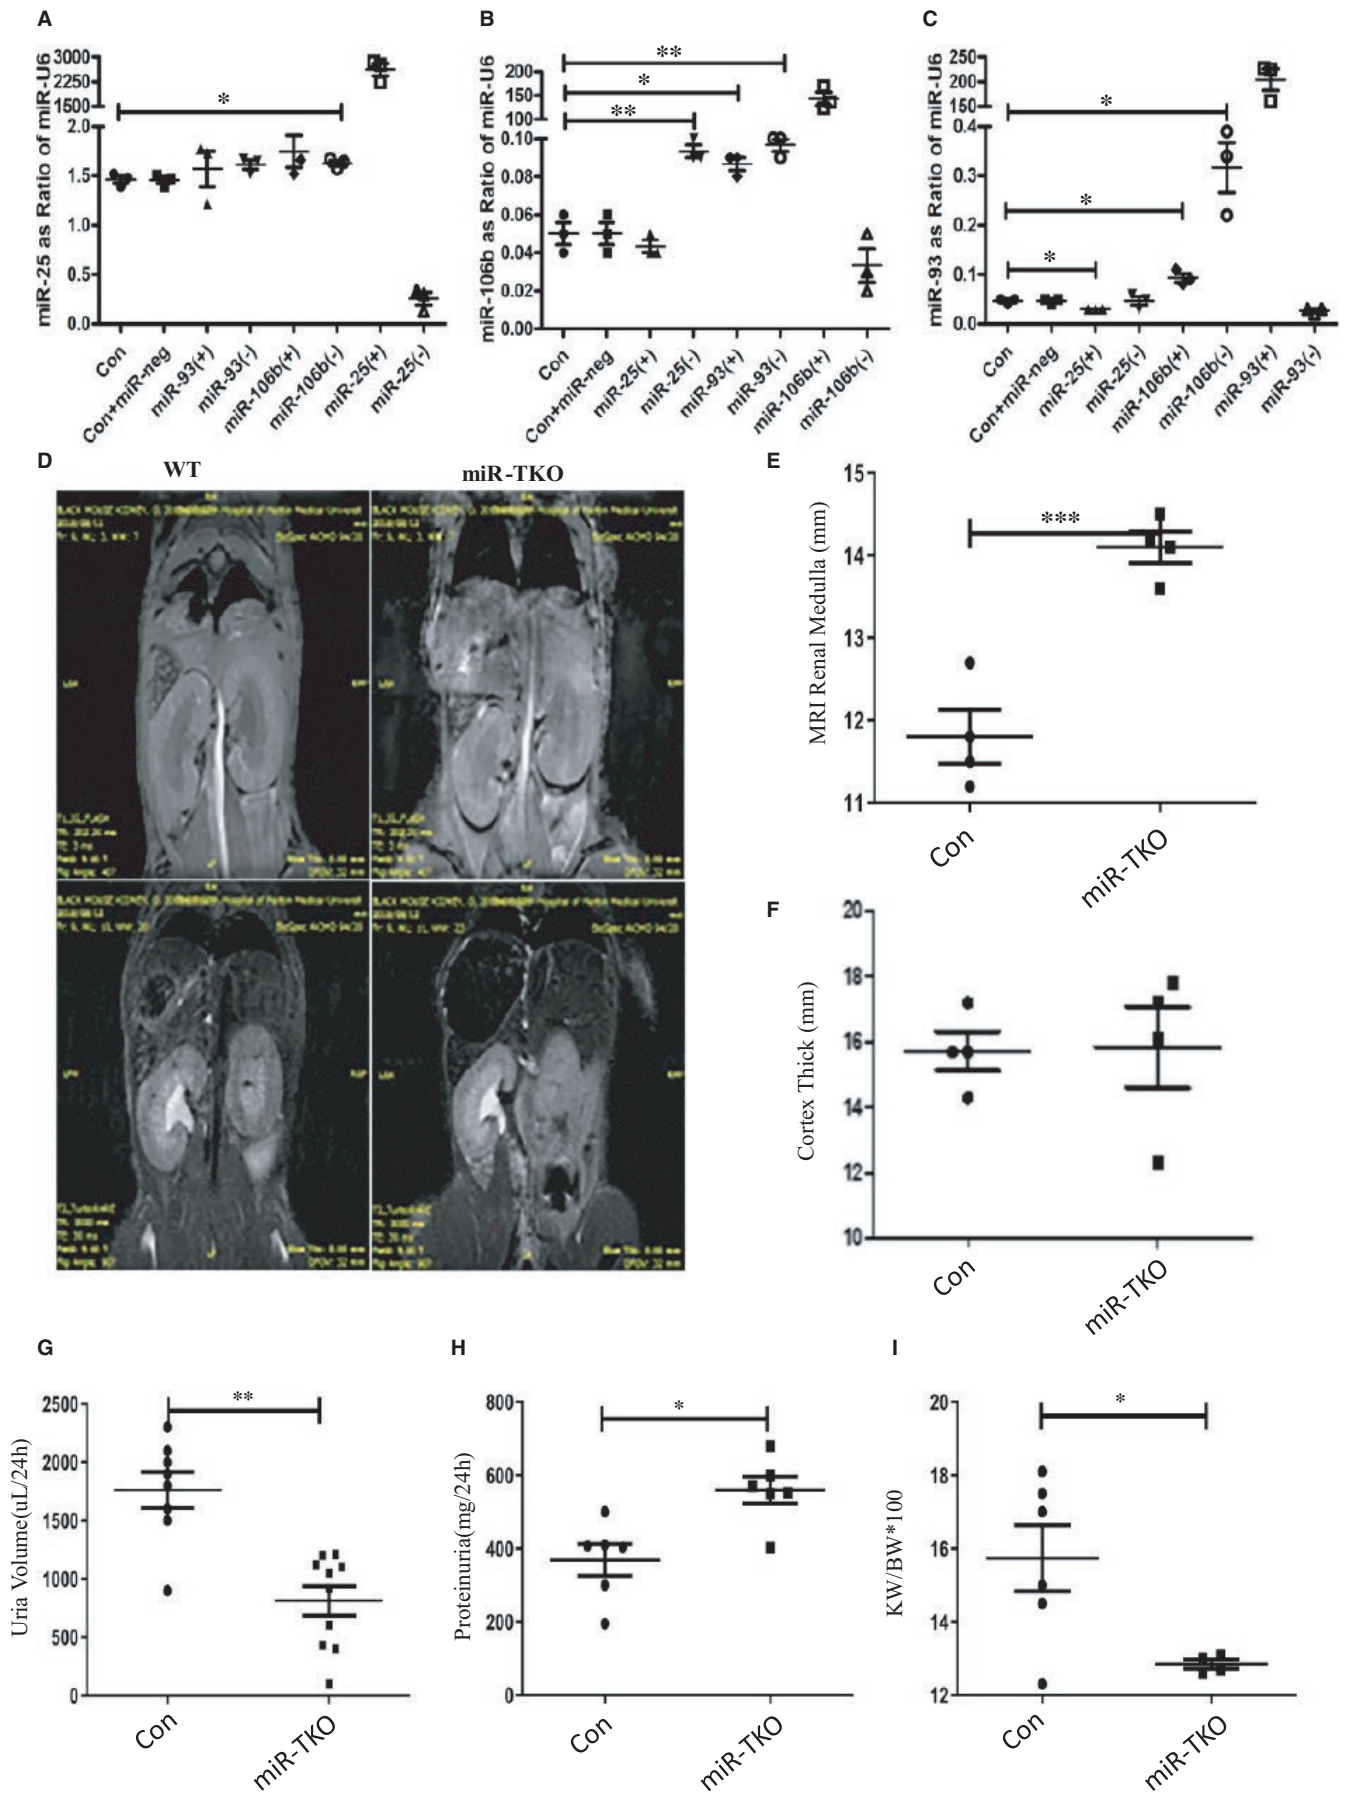 A
miR-25 as Ratio of miR-U6
3000
2250
1500
2.0
1.5
1.0
0.5
0.0
*
Con
Con+miR-neg
miR-93(+)
miR-93(-)
miR-106b(+)
miR-106b(-)
miR-25(+)
miR-25(-)
B
miR-106b as Ratio of miR-U6
200
150
100
0.10
0.08
0.06
0.04
0.02
0.00
**
*
**
Con
Con+miR-neg
miR-25(+)
miR-25(-)
miR-93(+)
miR-93(-)
miR-106b(+)
miR-106b(-)
C
miR-93 as Ratio of miR-U6
250
200
150
0.4
0.3
0.2
0.1
0.0
*
*
*
Con
Con+miR-neg
miR-25(+)
miR-25(-)
miR-106b(+)
miR-106b(-)
miR-93(+)
miR-93(-)
D
WT
miR-TKO
E
MRI Renal Medulla (mm)
15
14
13
12
11
***
Con
miR-TKO
F
Cortex Thick (mm)
20
18
16
14
12
10
Con
miR-TKO
G
Uria Volume(uL/24h)
2500
2000
1500
1000
500
0
**
Con
miR-TKO
H
Proteinuria(mg/24h)
800
600
400
200
0
*
Con
miR-TKO
I
KW/BW*100
20
18
16
14
12
*
Con
miR-TKO